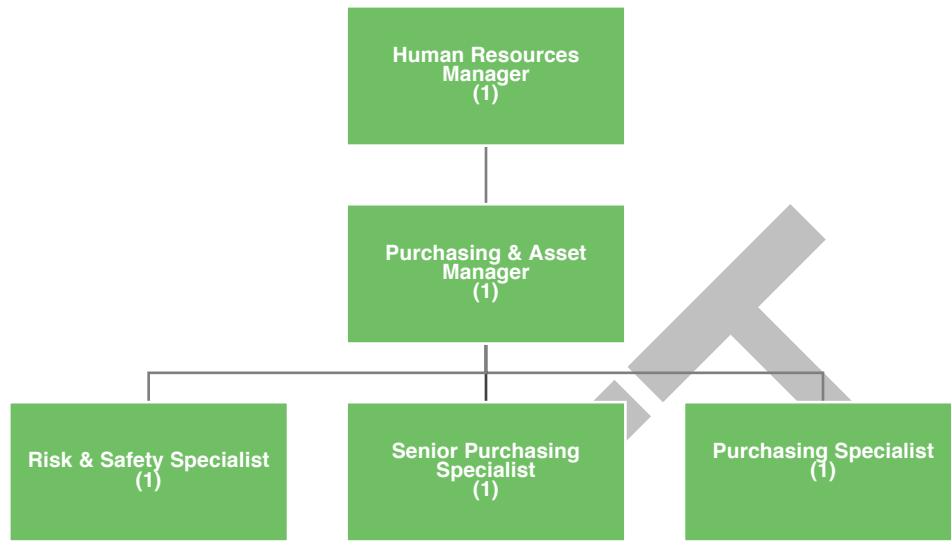 Human Resources
Manager
(1)
Purchasing & Asset
Manager
(1)
Risk & Safety Specialist
(1)
Senior Purchasing
Specialist
(1)
Purchasing Specialist
(1)